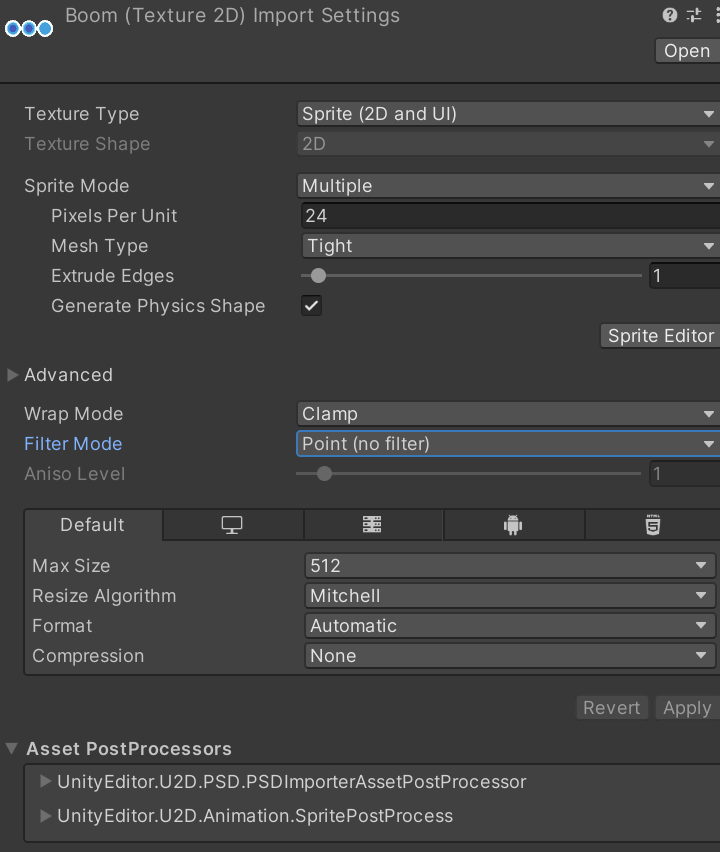 Boom (Texture 2D) Import Settings
Open
Texture Type Sprite (2D and UI)
Texture Shape 2D
Sprite Mode Multiple
Pixels Per Unit 24
Mesh Type Tight
Extrude Edges 1
Generate Physics Shape
Sprite Editor
Advanced
Wrap Mode Clamp
Filter Mode Point (no filter)
Aniso Level 1
Default HTML 5
Max Size 512
Resize Algorithm Mitchell
Format Automatic
Compression None
Revert Apply
Asset PostProcessors
UnityEditor.U2D.PSD.PSDImporterAssetPostProcessor
UnityEditor.U2D.Animation.SpritePostProcess